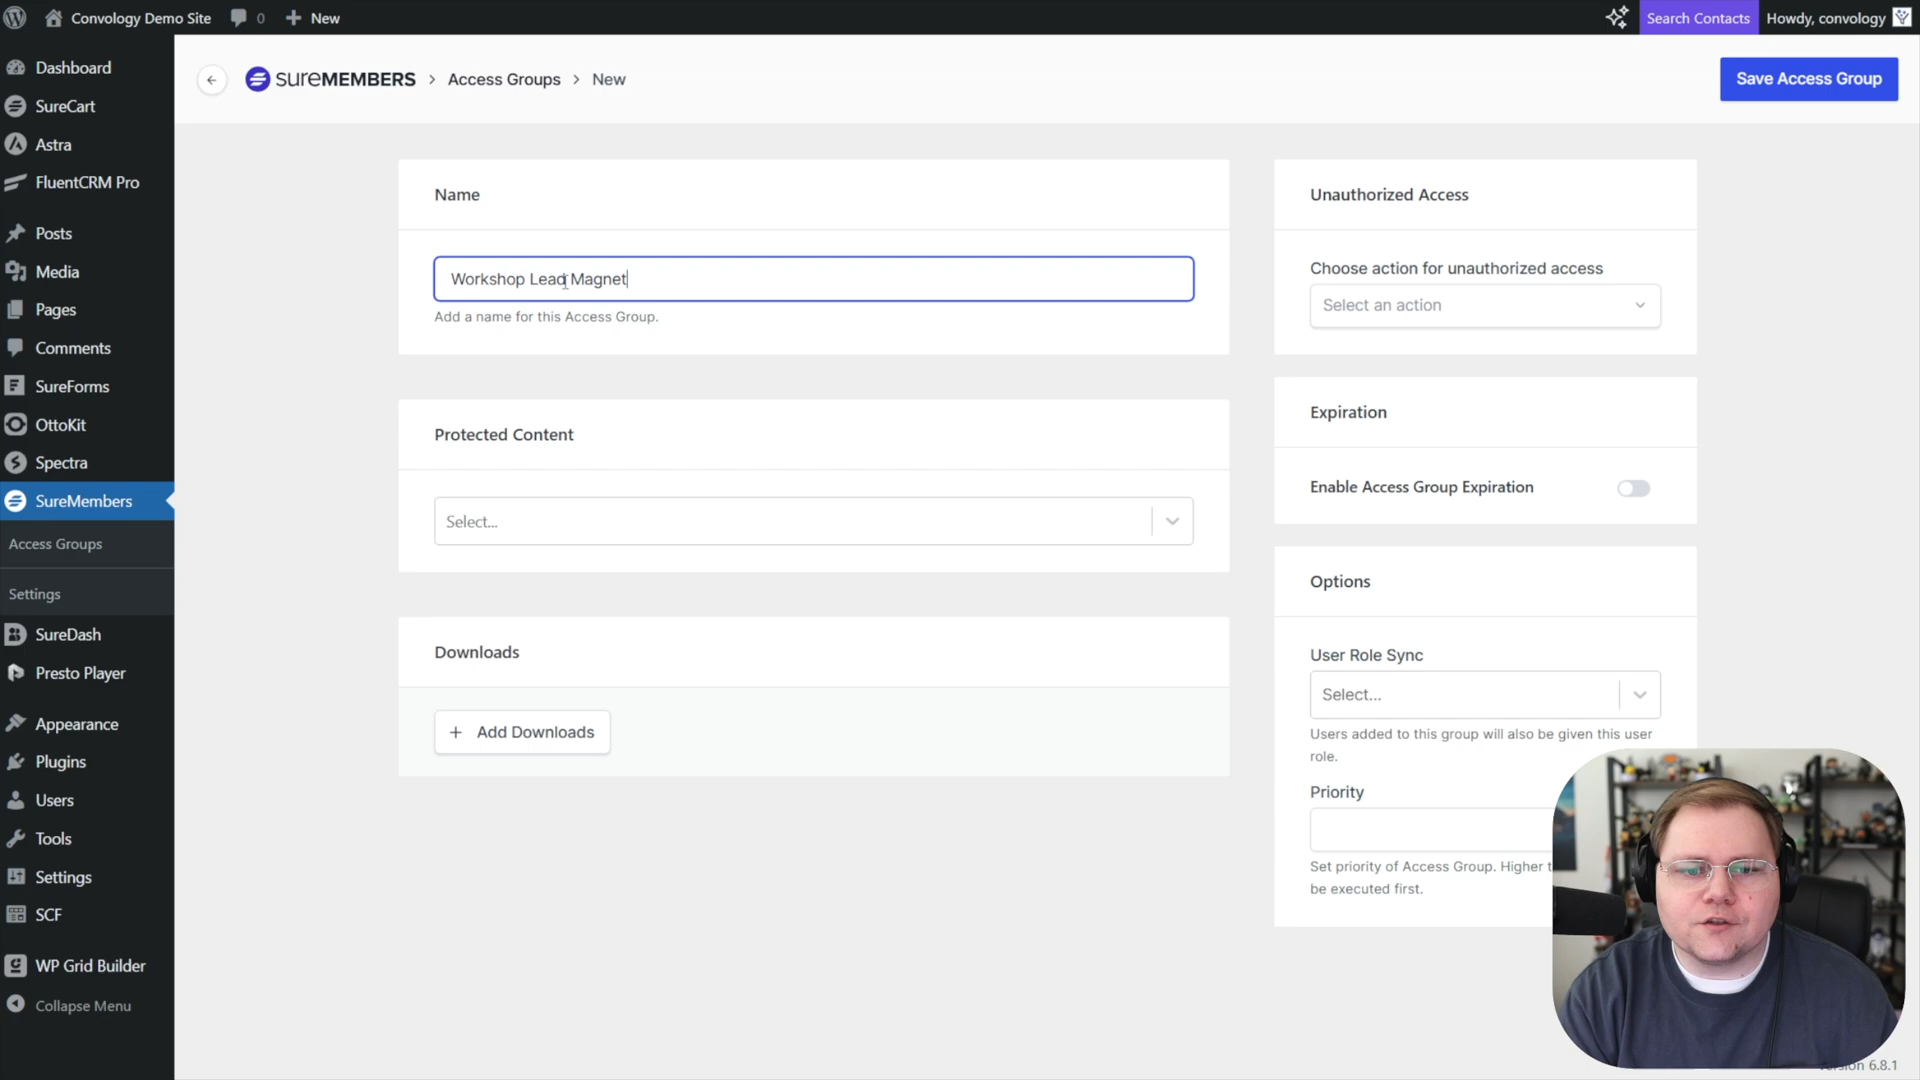 Convology Demo Site
0
New
Search Contacts
Howdy, convology
Dashboard
SureCart
Astra
FluentCRM Pro
Posts
Media
Pages
Comments
SureForms
OttoKit
Spectra
SureMembers
Access Groups
Settings
SureDash
Presto Player
Appearance
Plugins
Users
Tools
Settings
SCF
WP Grid Builder
Collapse Menu
sureMEMBERS > Access Groups > New
Save Access Group
Name
Workshop Lead Magnet
Add a name for this Access Group.
Protected Content
Select...
Downloads
+ Add Downloads
Unauthorized Access
Choose action for unauthorized access
Select an action
Expiration
Enable Access Group Expiration
Options
User Role Sync
Select...
Users added to this group will also be given this user
role.
Priority
Set priority of Access Group. Higher
be executed first.
6.8.1